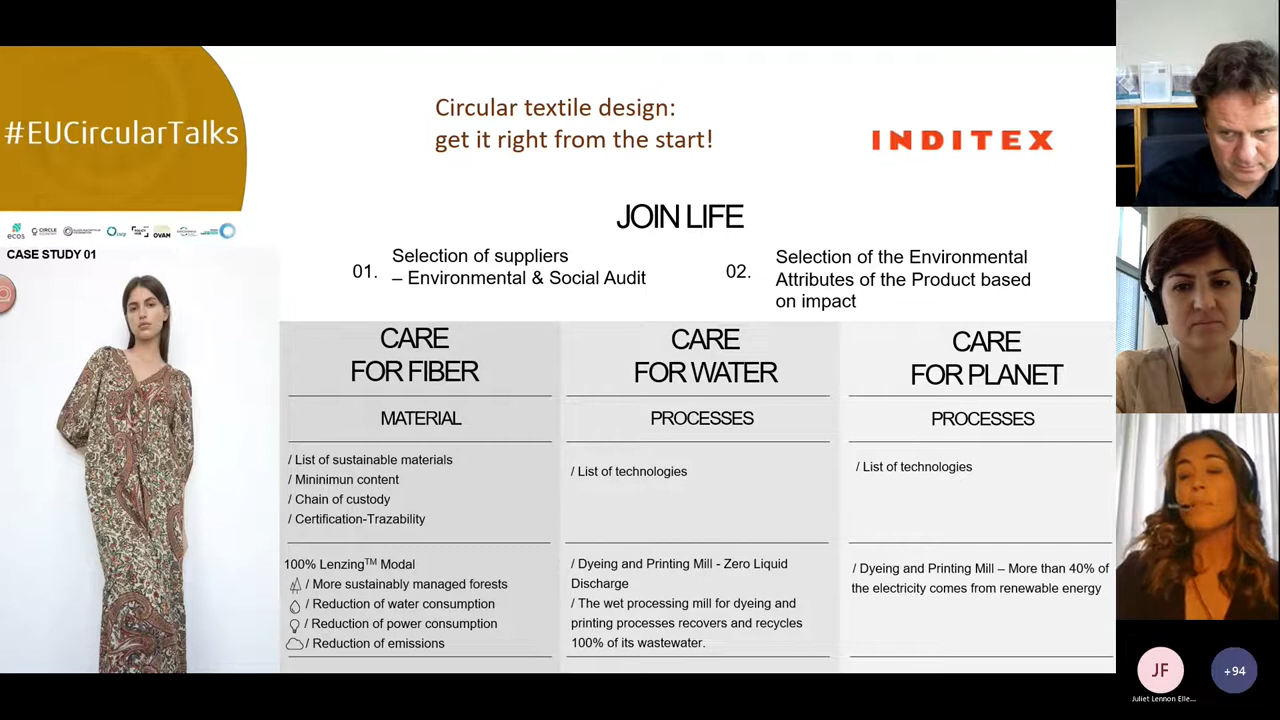 #EUCircularTalks
Circular textile design:
get it right from the start!
INDITEX
ecos
CIRCLE
OVAM
CASE STUDY 01
JOIN LIFE
01.
Selection of suppliers
– Environmental & Social Audit
02.
Selection of the Environmental
Attributes of the Product based
on impact
CARE
FOR FIBER
MATERIAL
/ List of sustainable materials
/ Mininimun content
/ Chain of custody
/ Certification-Trazability
100% Lenzing™ Modal
/ More sustainably managed forests
/ Reduction of water consumption
/ Reduction of power consumption
/ Reduction of emissions
CARE
FOR WATER
PROCESSES
/ List of technologies
/ Dyeing and Printing Mill - Zero Liquid
Discharge
/ The wet processing mill for dyeing and
printing processes recovers and recycles
100% of its wastewater.
CARE
FOR PLANET
PROCESSES
/ List of technologies
/ Dyeing and Printing Mill – More than 40% of
the electricity comes from renewable energy
JF
+94
Juliet Lennon Elle...